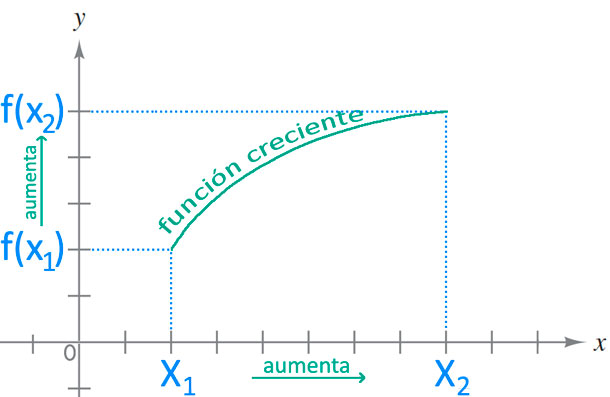 y
f(x₂)
aumenta
función creciente
f(x₁)
0
x
X₁
aumenta
X₂